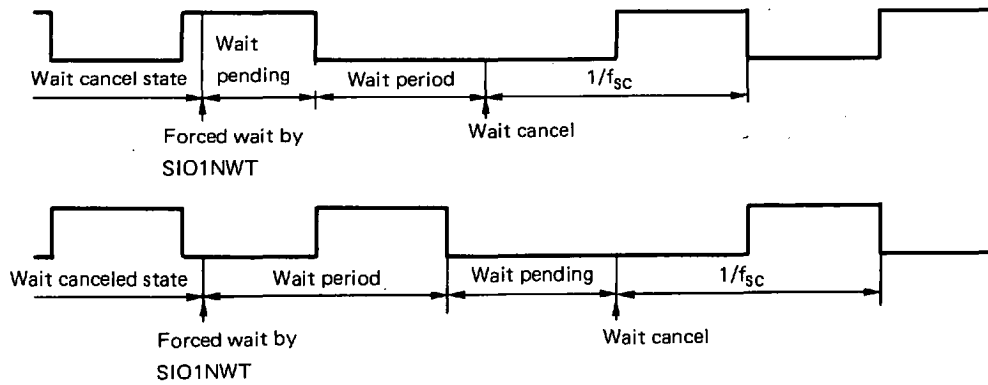 Wait
pending
Wait cancel state
Wait period
1/fsc
Forced wait by
SIO1NWT
Wait cancel
Wait canceled state
Wait period
Wait pending
1/fsc
Forced wait by
SIO1NWT
Wait cancel